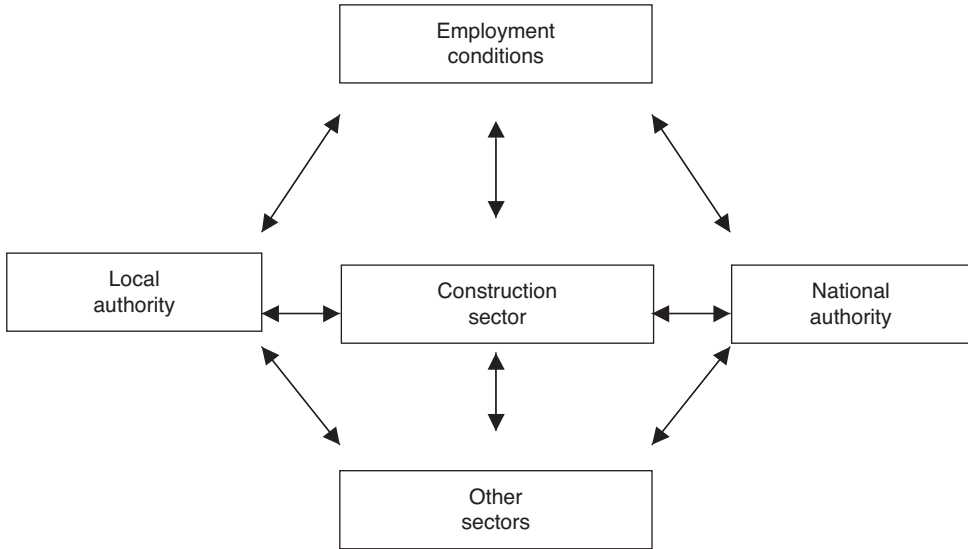 Employment
conditions
Local
authority
Construction
sector
National
authority
Other
sectors